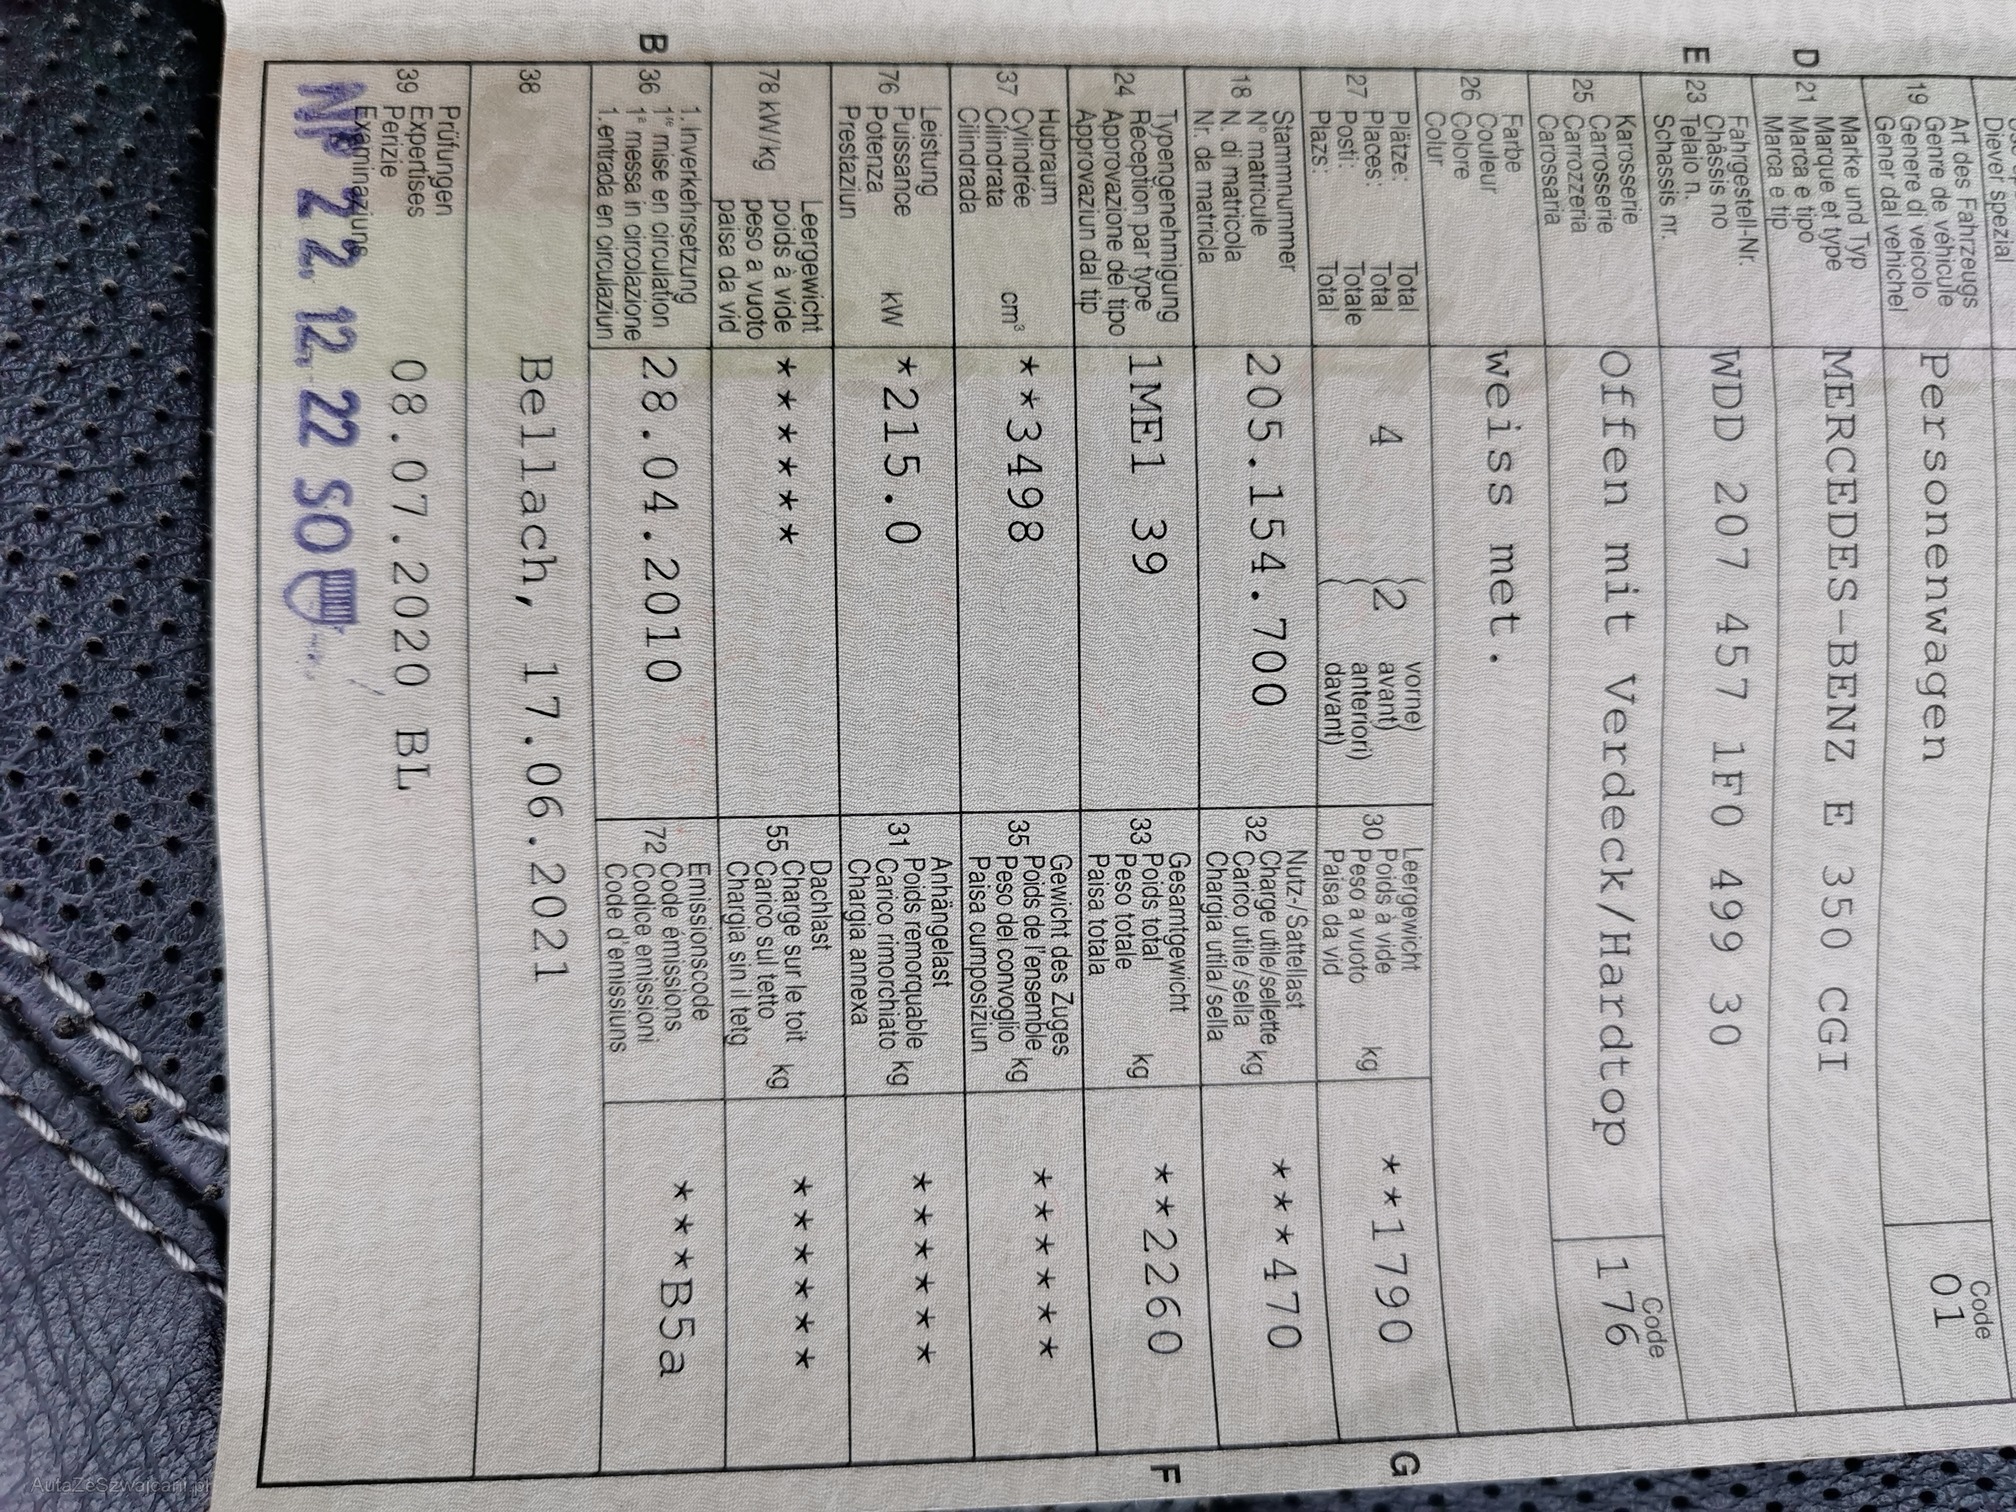 Dievel spezial
Art des Fahrzeugs
19 Genre de véhicule
Genere di veicolo
Gener dal vehichel
Personenwagen
Code
01
Marke und Typ
D 21 Marque et type
Marca e tipo
Marca e tip
MERCEDES-BENZ E 350 CGI
Fahrgestell-Nr.
E 23 Châssis no
Telaio n.
Schassis nr.
WDD 207 457 1F0 499 30
Karosserie
25 Carrosserie
Carrozzeria
Carossaria
Offen mit Verdeck/Hardtop
Code
176
Farbe
26 Couleur
Colore
Colur
weiss met.
Plätze: Total
27 Places: Total
Posti: Totale
Plazs: Total
4
(2
vorne)
avant)
anteriori)
davant)
Leergewicht
30 Poids à vide
Peso a vuoto kg
Paisa da vid
**1790
G
Stammnummer
18 N° matricule
N. di matricola
Nr. da matricla
205.154.700
Nutz-/Sattellast
32 Charge utile/sellette
Carico utile/sella kg
Chargia utila/sella
***470
Typengenehmigung
24 Réception par type
Approvazione del tipo
Approvaziun dal tip
1ME1 39
Gesamtgewicht
33 Poids total
Peso totale kg
Paisa totala
**2260
F
Hubraum
37 Cylindrée
Cilindrata cm³
Cilindrada
**3498
Gewicht des Zuges
35 Poids de l'ensemble
Peso del convoglio kg
Paisa cumposiziun
******
Leistung
76 Puissance
Potenza kW
Prestaziun
*215.0
Anhängelast
31 Poids remorquable
Carico rimorchiato kg
Chargia annexa
******
78 kW/kg
Leergewicht
poids à vide
peso a vuoto
paisa da vid
******
Dachlast
55 Charge sur le toit
Carico sul tetto kg
Chargia sin il tetg
******
1. Inverkehrsetzung
B 36 1re mise en circulation
1a messa in circolazione
1. entrada en circulaziun
28.04.2010
Emissionscode
72 Code émissions
Codice emissioni
Code d'emissiuns
***B5a
38
Bellach, 17.06.2021
Prüfungen
39 Expertises
Perizie
Examinaziuns
08.07.2020 BL
NP 22. 12. 22 SO
AutaZeSzwajcarii.pl